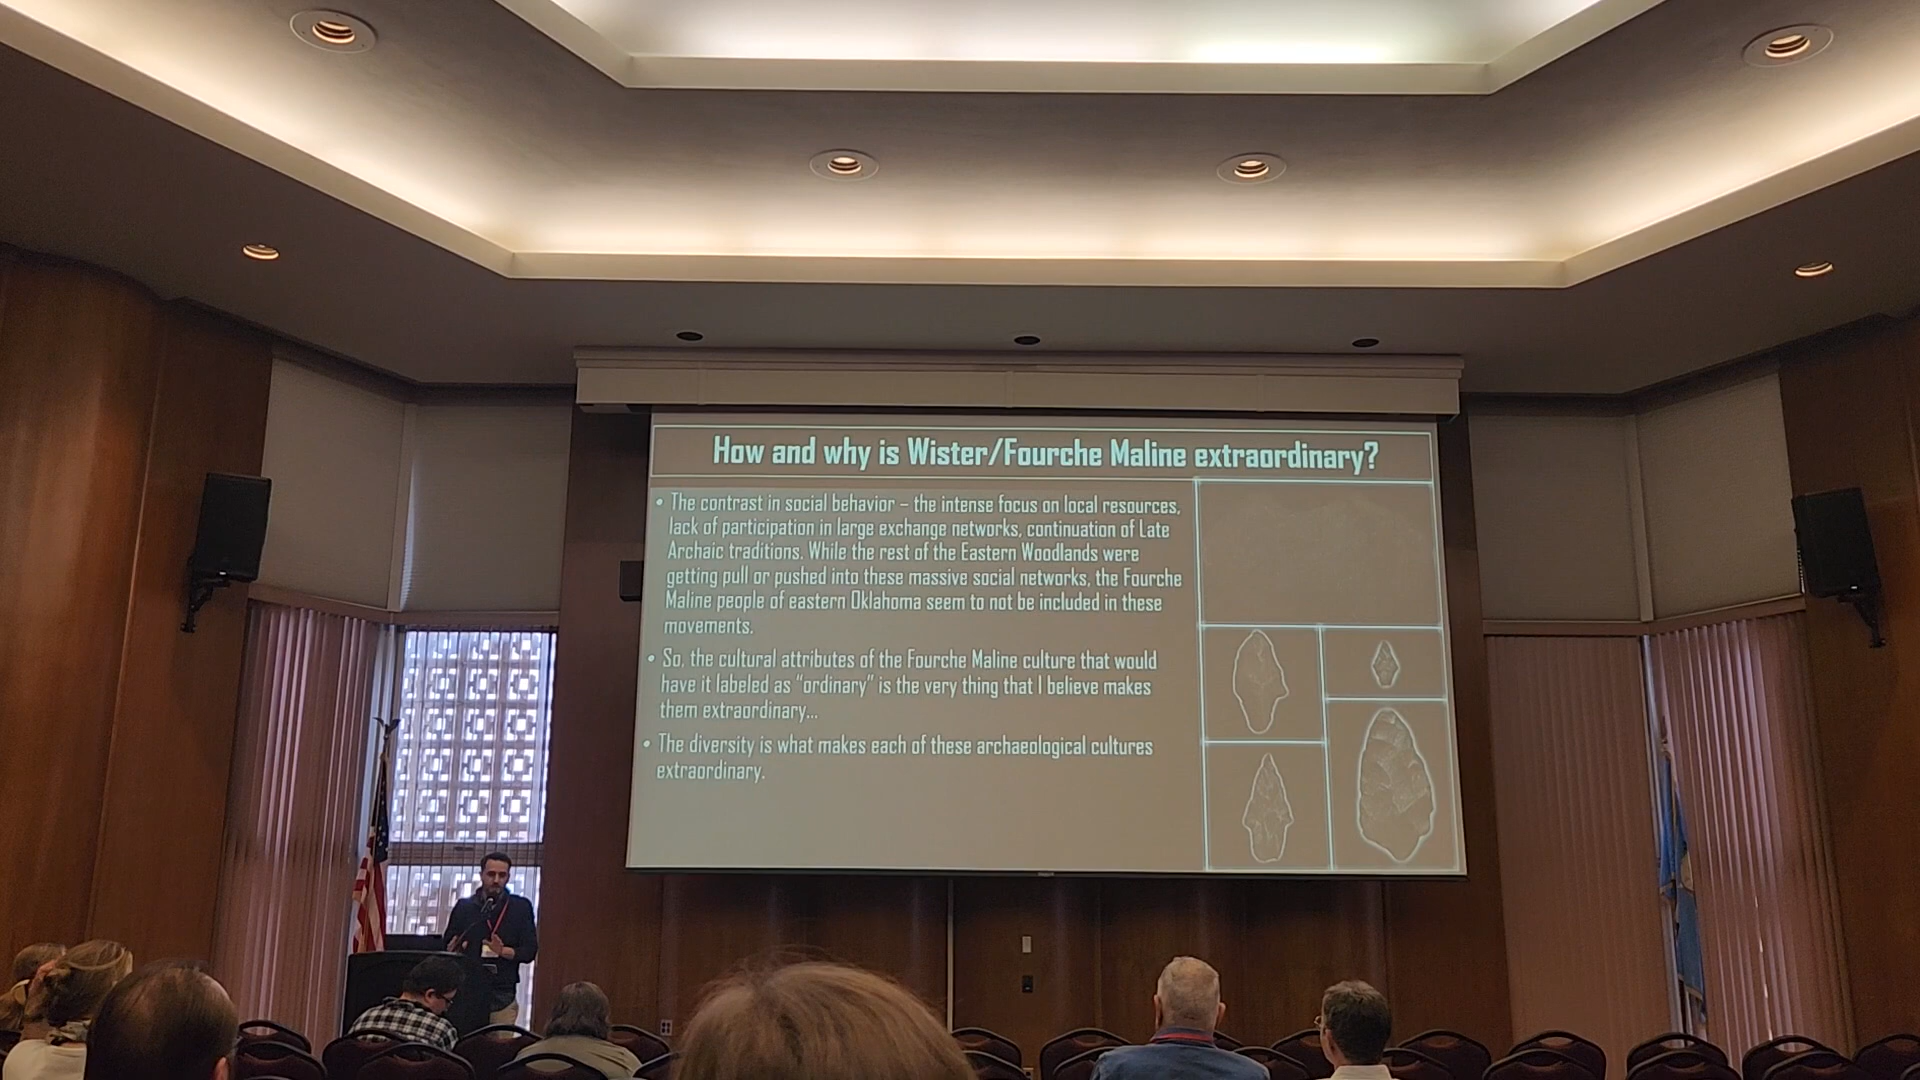 How and why is Wister/Fourche Maline extraordinary?
• The contrast in social behavior – the intense focus on local resources,
lack of participation in large exchange networks, continuation of Late
Archaic traditions. While the rest of the Eastern Woodlands were
getting pull or pushed into these massive social networks, the Fourche
Maline people of eastern Oklahoma seem to not be included in these
movements.
• So, the cultural attributes of the Fourche Maline culture that would
have it labeled as “ordinary” is the very thing that I believe makes
them extraordinary...
• The diversity is what makes each of these archaeological cultures
extraordinary.